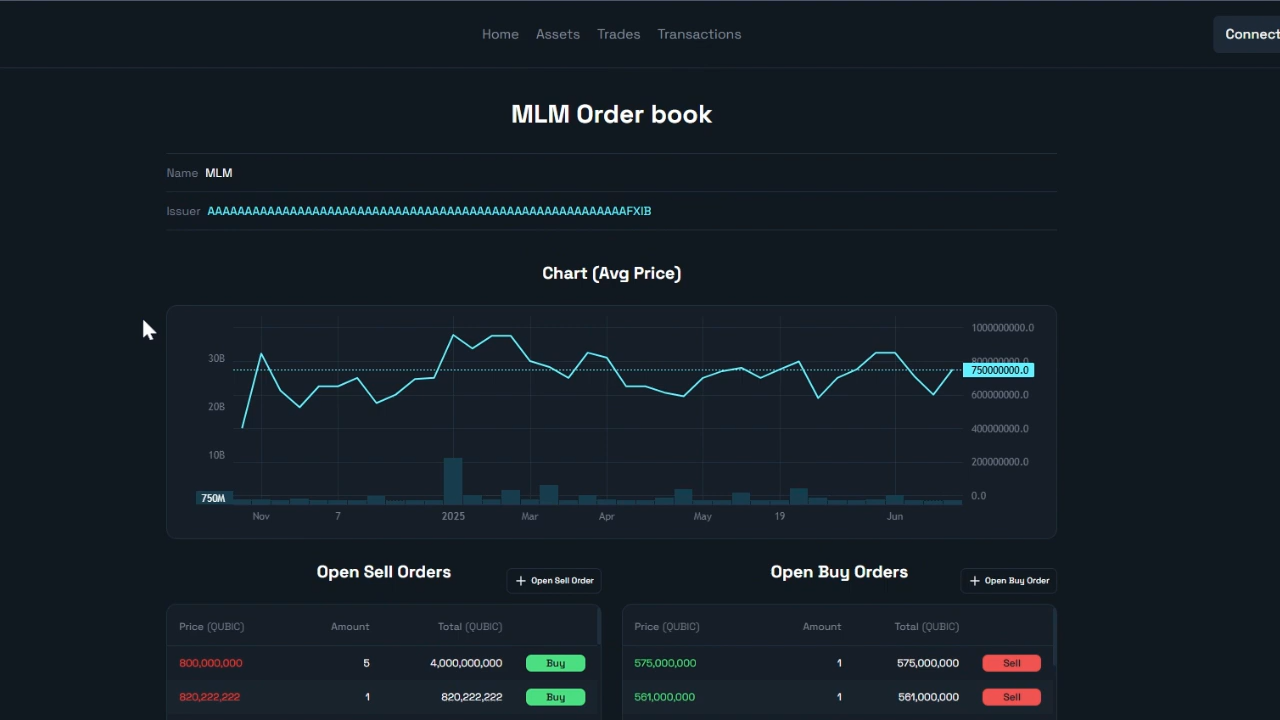 Home Assets Trades Transactions Connect
MLM Order book
Name MLM
Issuer AAAAAAAAAAAAAAAAAAAAAAAAAAAAAAAAAAAAAAAAAAAAAAAAAAAAAAAAFXIB
Chart (Avg Price)
30B
20B
10B
750M
1000000000.0
800000000.0
750000000.0
600000000.0
400000000.0
200000000.0
0.0
Nov 7 2025 Mar Apr May 19 Jun
Open Sell Orders + Open Sell Order
Price (QUBIC) Amount Total (QUBIC)
800,000,000 5 4,000,000,000 Buy
820,222,222 1 820,222,222 Buy
Open Buy Orders + Open Buy Order
Price (QUBIC) Amount Total (QUBIC)
575,000,000 1 575,000,000 Sell
561,000,000 1 561,000,000 Sell